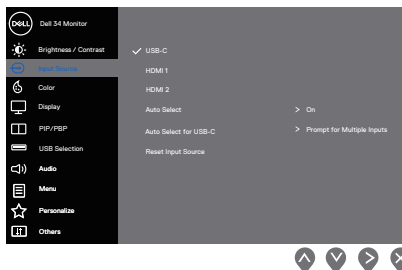 DELL
Dell 34 Monitor
Brightness / Contrast
Input Source
Color
Display
PIP/PBP
USB Selection
Audio
Menu
Personalize
Others
USB-C
HDMI 1
HDMI 2
Auto Select > On
Auto Select for USB-C > Prompt for Multiple Inputs
Reset Input Source